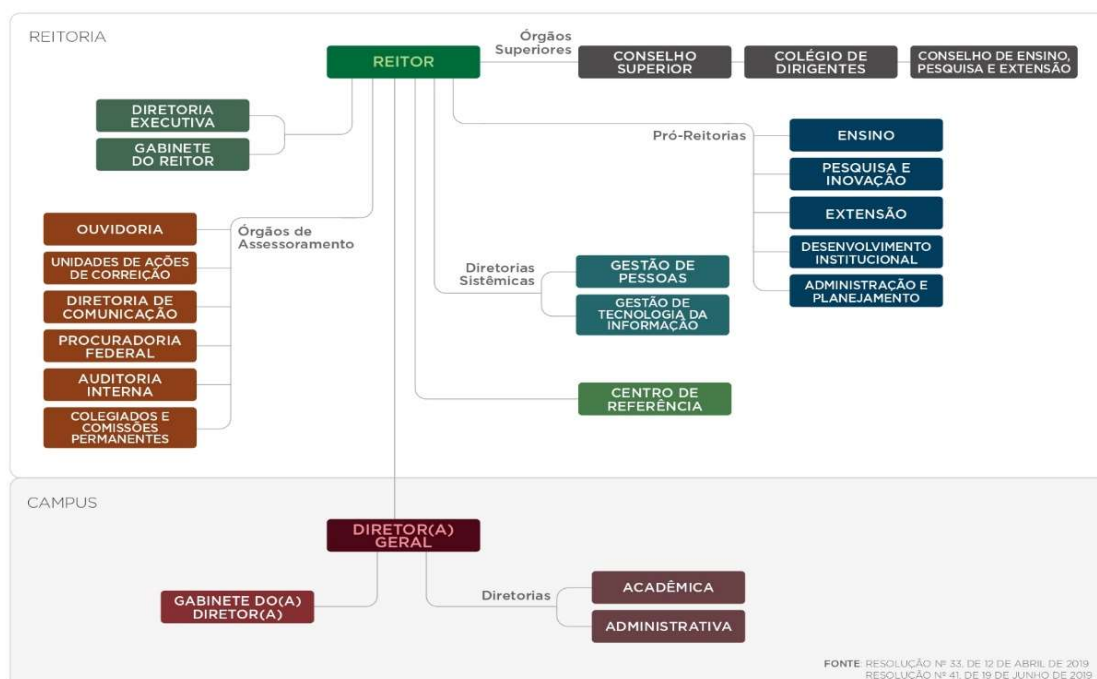 REITORIA
REITOR
Órgãos
Superiores
CONSELHO
SUPERIOR
COLÉGIO DE
DIRIGENTES
CONSELHO DE ENSINO,
PESQUISA E EXTENSÃO
DIRETORIA
EXECUTIVA
GABINETE
DO REITOR
Pró-Reitorias
ENSINO
PESQUISA E
INOVAÇÃO
EXTENSÃO
DESENVOLVIMENTO
INSTITUCIONAL
ADMINISTRAÇÃO E
PLANEJAMENTO
Órgãos de
Assessoramento
OUVIDORIA
UNIDADES DE AÇÕES
DE CORREIÇÃO
DIRETORIA DE
COMUNICAÇÃO
PROCURADORIA
FEDERAL
AUDITORIA
INTERNA
COLEGIADOS E
COMISSÕES
PERMANENTES
Diretorias
Sistêmicas
GESTÃO DE
PESSOAS
GESTÃO DE
TECNOLOGIA DA
INFORMAÇÃO
CENTRO DE
REFERÊNCIA
CAMPUS
DIRETOR(A)
GERAL
GABINETE DO(A)
DIRETOR(A)
Diretorias
ACADÊMICA
ADMINISTRATIVA
FONTE: RESOLUÇÃO Nº 33, DE 12 DE ABRIL DE 2019
RESOLUÇÃO Nº 41, DE 19 DE JUNHO DE 2019